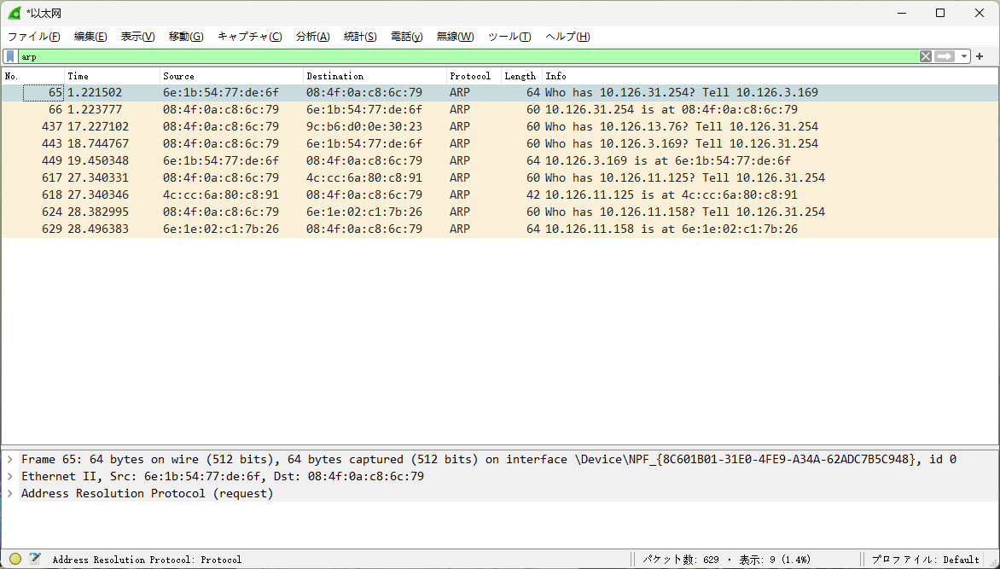 *以太网
ファイル(F) 編集(E) 表示(V) 移動(G) キャプチャ(C) 分析(A) 統計(S) 電話(y) 無線(W) ツール(T) ヘルプ(H)
arp
No. Time Source Destination Protocol Length Info
65 1.221502 6e:1b:54:77:de:6f 08:4f:0a:c8:6c:79 ARP 64 Who has 10.126.31.254? Tell 10.126.3.169
66 1.223777 08:4f:0a:c8:6c:79 6e:1b:54:77:de:6f ARP 60 10.126.31.254 is at 08:4f:0a:c8:6c:79
437 17.227102 08:4f:0a:c8:6c:79 9c:b6:d0:0e:30:23 ARP 60 Who has 10.126.13.76? Tell 10.126.31.254
443 18.744767 08:4f:0a:c8:6c:79 6e:1b:54:77:de:6f ARP 60 Who has 10.126.3.169? Tell 10.126.31.254
449 19.450348 6e:1b:54:77:de:6f 08:4f:0a:c8:6c:79 ARP 64 10.126.3.169 is at 6e:1b:54:77:de:6f
617 27.340331 08:4f:0a:c8:6c:79 4c:cc:6a:80:c8:91 ARP 60 Who has 10.126.11.125? Tell 10.126.31.254
618 27.340346 4c:cc:6a:80:c8:91 08:4f:0a:c8:6c:79 ARP 42 10.126.11.125 is at 4c:cc:6a:80:c8:91
624 28.382995 08:4f:0a:c8:6c:79 6e:1e:02:c1:7b:26 ARP 60 Who has 10.126.11.158? Tell 10.126.31.254
629 28.496383 6e:1e:02:c1:7b:26 08:4f:0a:c8:6c:79 ARP 64 10.126.11.158 is at 6e:1e:02:c1:7b:26
Frame 65: 64 bytes on wire (512 bits), 64 bytes captured (512 bits) on interface \Device\NPF_{8C601B01-31E0-4FE9-A34A-62ADC7B5C948}, id 0
Ethernet II, Src: 6e:1b:54:77:de:6f, Dst: 08:4f:0a:c8:6c:79
Address Resolution Protocol (request)
Address Resolution Protocol: Protocol パケット数: 629 · 表示: 9 (1.4%) プロファイル: Default